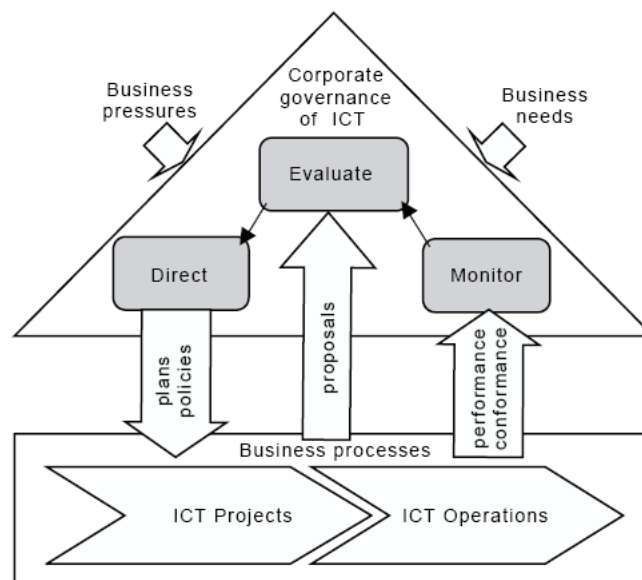 Corporate
governance
of ICT
Business
pressures
Business
needs
Evaluate
Direct
Monitor
plans
policies
proposals
performance
conformance
Business processes
ICT Projects
ICT Operations